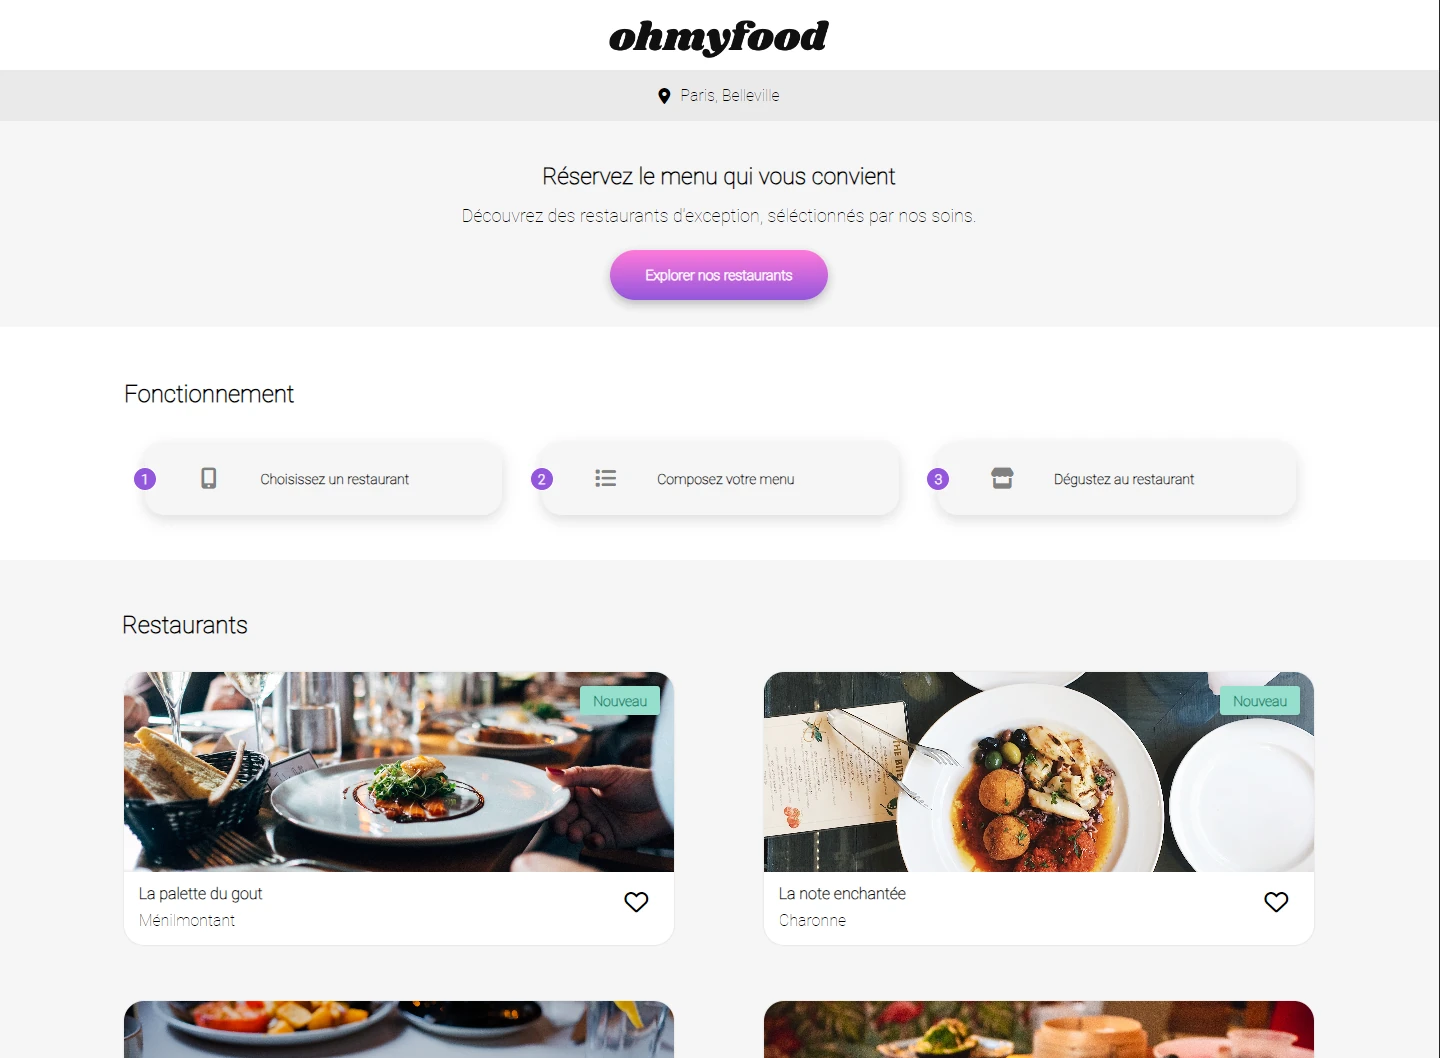 ohmyfood
Paris, Belleville
Réservez le menu qui vous convient
Découvrez des restaurants d'exception, séléctionnés par nos soins.
Explorer nos restaurants
Fonctionnement
1 Choisissez un restaurant
2 Composez votre menu
3 Dégustez au restaurant
Restaurants
Nouveau
La palette du gout
Ménilmontant
Nouveau
La note enchantée
Charonne